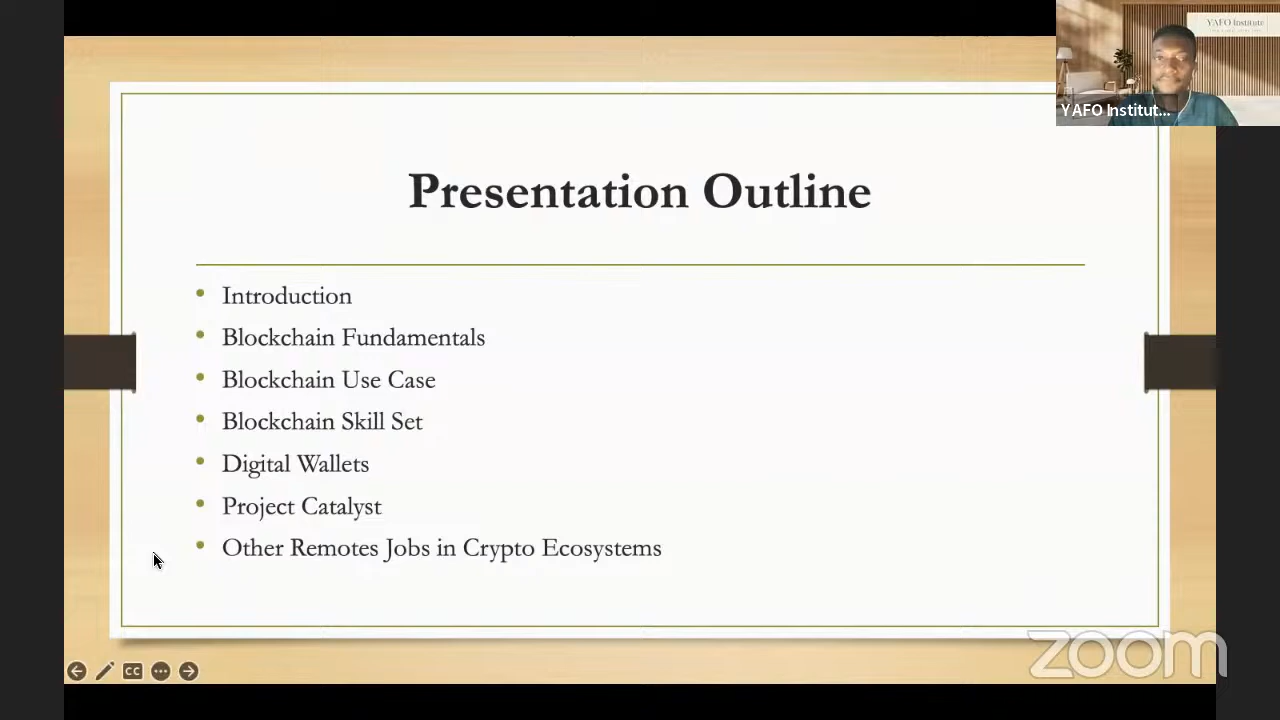 YAFO Institute
YAFO Institut...
Presentation Outline
Introduction
Blockchain Fundamentals
Blockchain Use Case
Blockchain Skill Set
Digital Wallets
Project Catalyst
Other Remotes Jobs in Crypto Ecosystems
CC
zoom